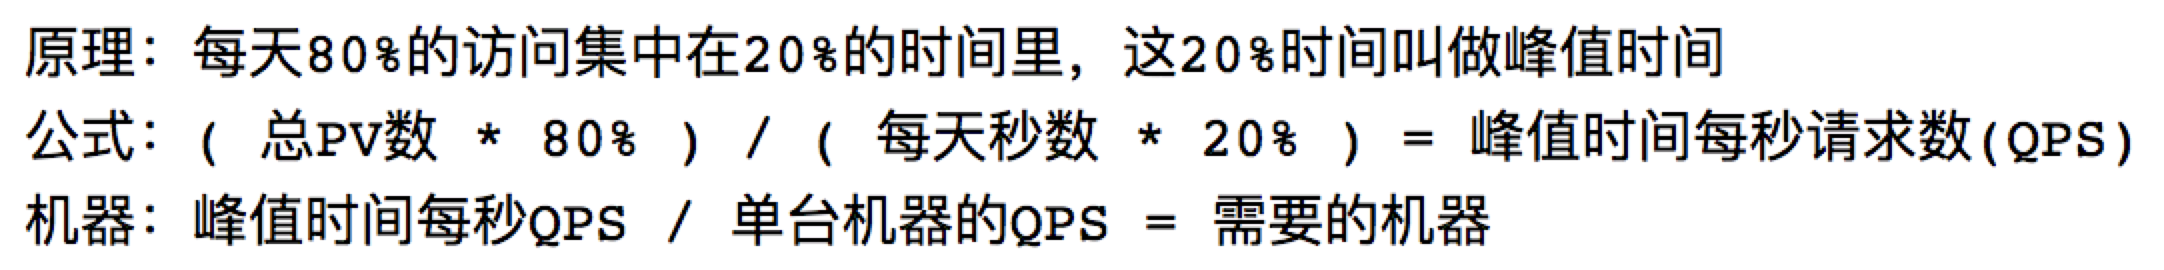 原理：每天80%的访问集中在20%的时间里，这20%时间叫做峰值时间
公式：( 总PV数 * 80% ) / ( 每天秒数 * 20% ) = 峰值时间每秒请求数(QPS)
机器：峰值时间每秒QPS / 单台机器的QPS = 需要的机器